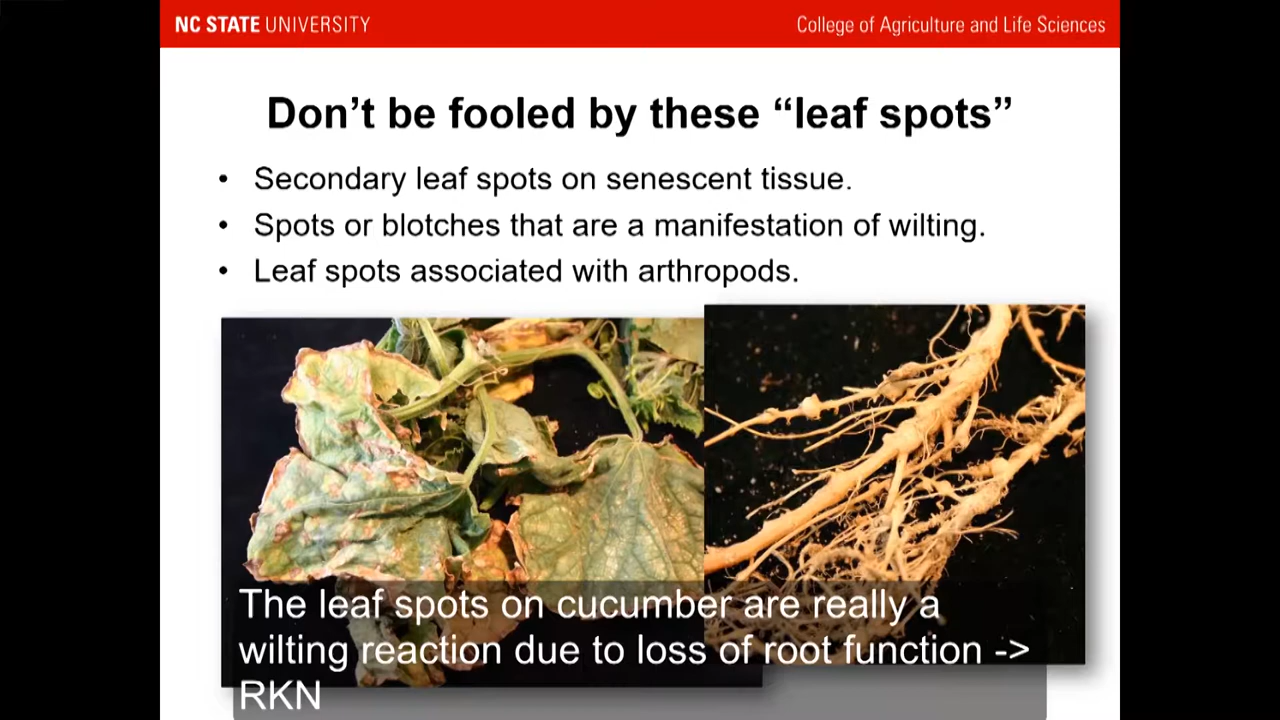 NC STATE UNIVERSITY
College of Agriculture and Life Sciences
Don’t be fooled by these “leaf spots”
• Secondary leaf spots on senescent tissue.
• Spots or blotches that are a manifestation of wilting.
• Leaf spots associated with arthropods.
The leaf spots on cucumber are really a
wilting reaction due to loss of root function ->
RKN